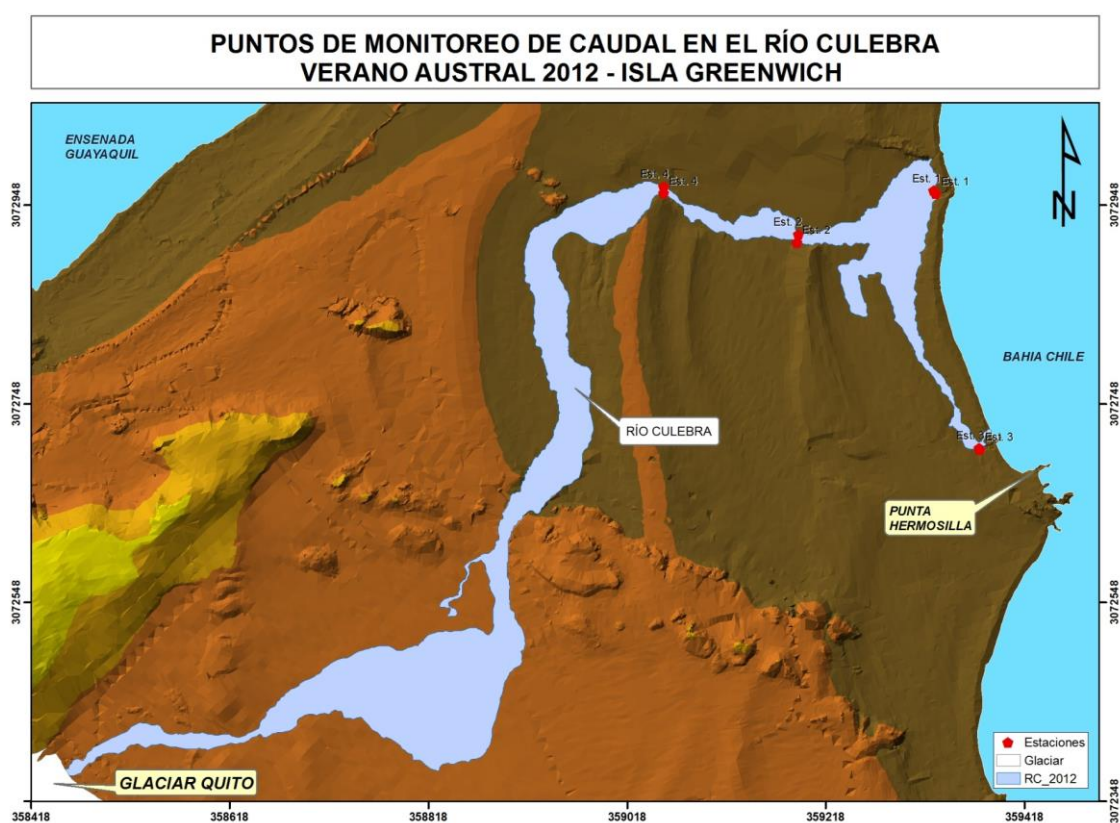 PUNTOS DE MONITOREO DE CAUDAL EN EL RÍO CULEBRA
VERANO AUSTRAL 2012 - ISLA GREENWICH
ENSENADA
GUAYAQUIL
Est. 4
Est. 4
Est. 1
Est. 1
N
3072948
3072948
Est. 2
Est. 2
BAHIA CHILE
3072748
3072748
RÍO CULEBRA
Est. 3
Est. 3
PUNTA
HERMOSILLA
3072548
3072548
Estaciones
Glaciar
RC_2012
GLACIAR QUITO
3072348
358418
358618
358818
359018
359218
359418